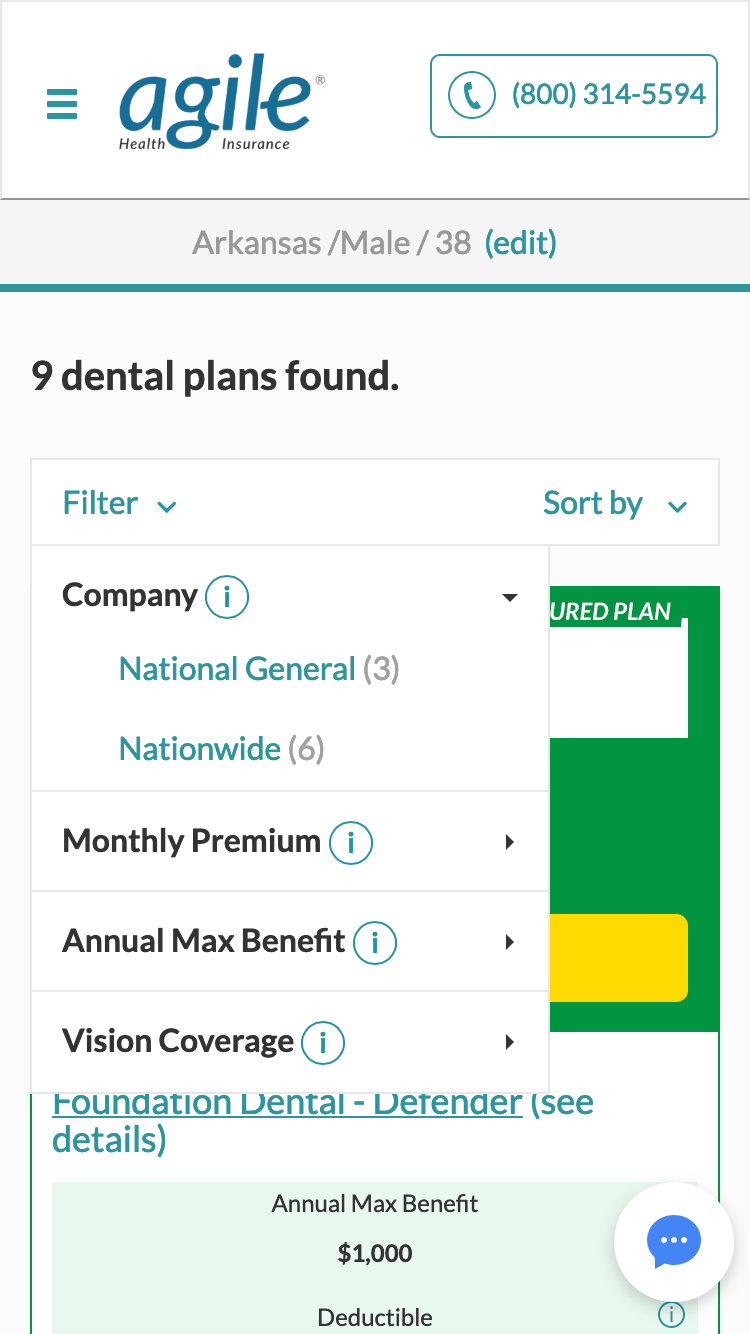 agile®
Health Insurance
(800) 314-5594
Arkansas /Male / 38 (edit)
9 dental plans found.
Filter
Sort by
Company i
URED PLAN
National General (3)
Nationwide (6)
Monthly Premium i
Annual Max Benefit i
Vision Coverage i
Foundation Dental - Defender (see
details)
Annual Max Benefit
$1,000
Deductible i